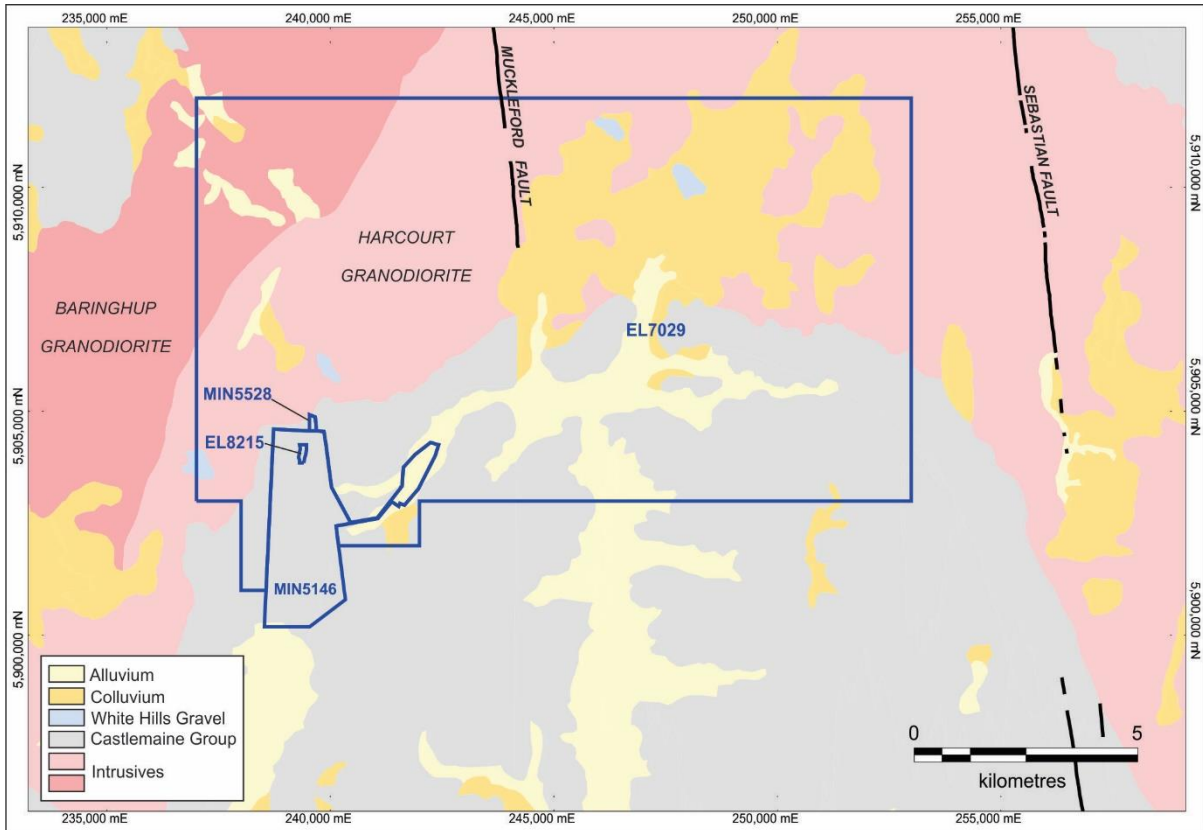 235,000 mE
240,000 mE
245,000 mE
250,000 mE
255,000 mE
5,910,000 mN
5,905,000 mN
5,900,000 mN
5,910,000 mN
5,905,000 mN
5,900,000 mN
MUCKLEFORD FAULT
SEBASTIAN FAULT
HARCOURT
GRANODIORITE
BARINGHUP
GRANODIORITE
EL7029
MIN5528
EL8215
MIN5146
Alluvium
Colluvium
White Hills Gravel
Castlemaine Group
Intrusives
0
5
kilometres
235,000 mE
240,000 mE
245,000 mE
250,000 mE
255,000 mE